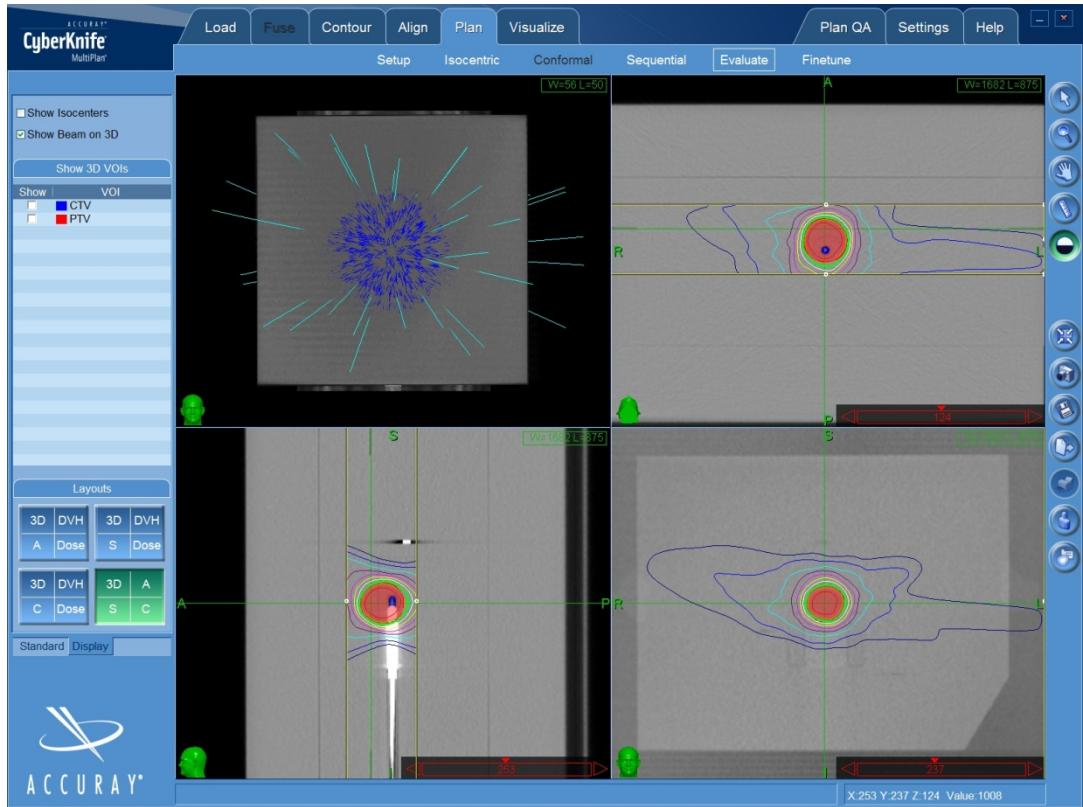 ACCURAY
CyberKnife
MultiPlan
Load Fuse Contour Align Plan Visualize Plan QA Settings Help
Setup Isocentric Conformal Sequential Evaluate Finetune
Show Isocenters
Show Beam on 3D
Show 3D VOIs
Show VOI
CTV
PTV
W=56 L=50
W=1682 L=875
A
R
L
P
124
S
W=1682 L=875
A
P
253
S
R
L
237
Layouts
3D DVH 3D DVH
A Dose S Dose
3D DVH 3D A
C Dose S C
Standard Display
ACCURAY
X:253 Y:237 Z:124 Value:1008